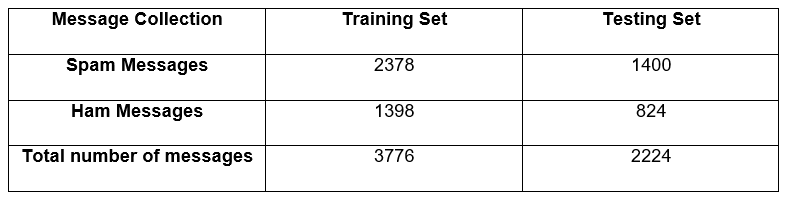 Message Collection Training Set Testing Set
Spam Messages 2378 1400
Ham Messages 1398 824
Total number of messages 3776 2224